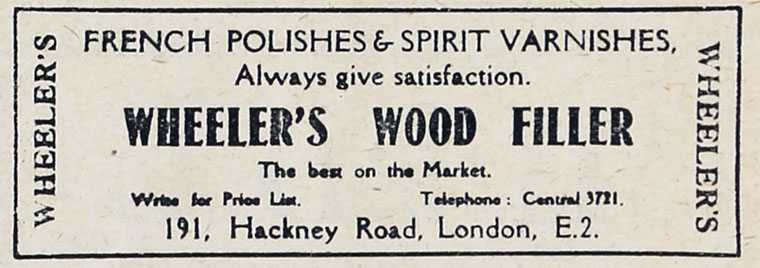 WHEELER'S
FRENCH POLISHES & SPIRIT VARNISHES,
Always give satisfaction.
WHEELER'S WOOD FILLER
The best on the Market.
Write for Price List. Telephone: Central 3721.
191, Hackney Road, London, E.2.
WHEELER'S